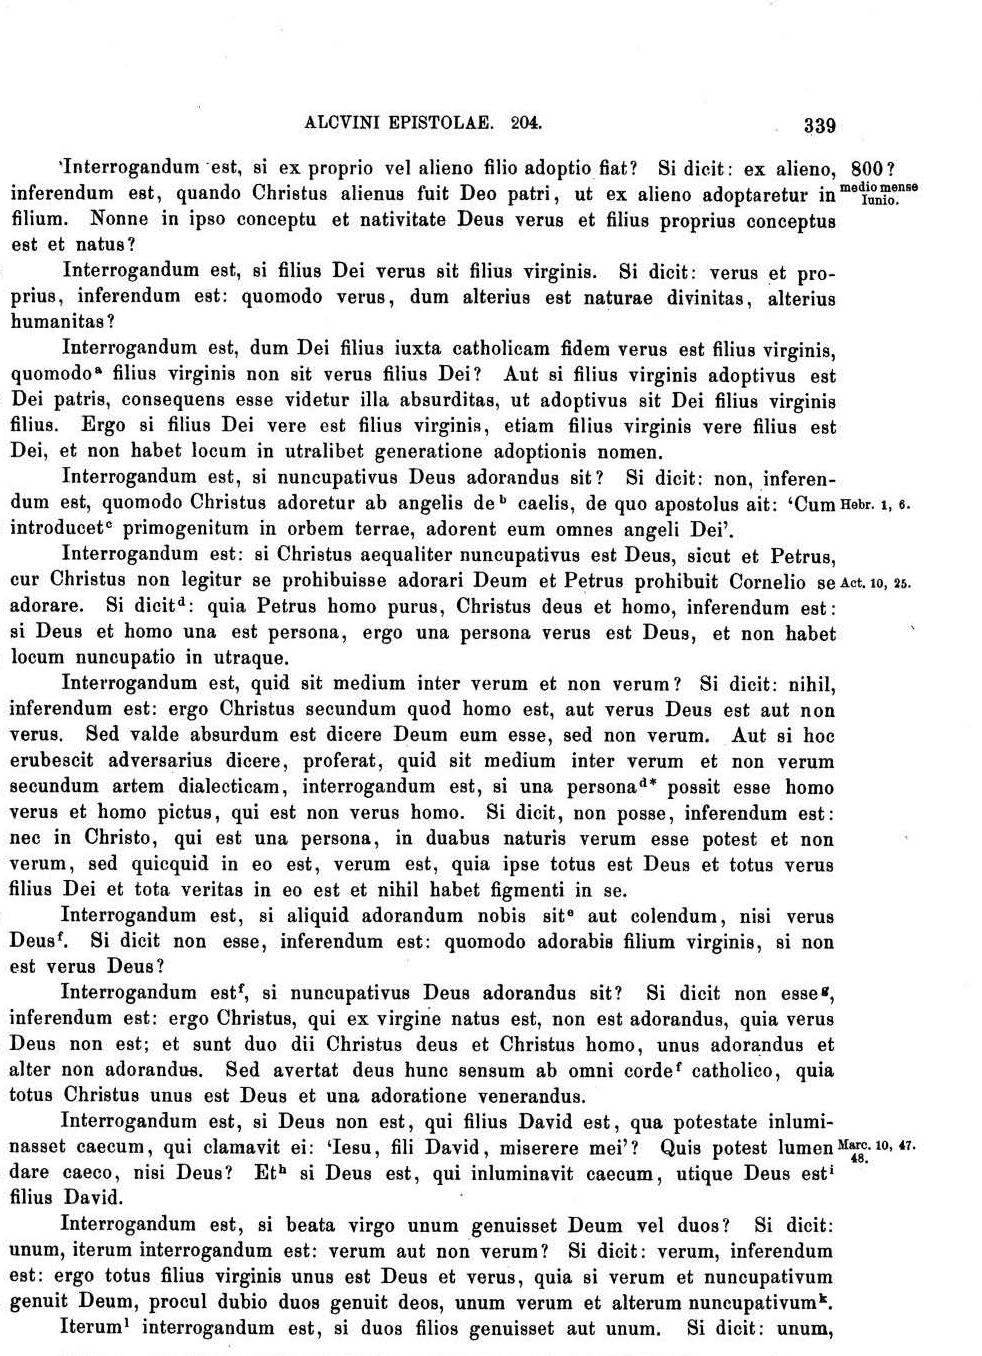 ALCVINI EPISTOLAE. 204. 339
'Interrogandum est, si ex proprio vel alieno filio adoptio fiat? Si dicit: ex alieno, 800?
inferendum est, quando Christus alienus fuit Deo patri, ut ex alieno adoptaretur in medio mense Iunio.
filium. Nonne in ipso conceptu et nativitate Deus verus et filius proprius conceptus
est et natus?
Interrogandum est, si filius Dei verus sit filius virginis. Si dicit: verus et pro-
prius, inferendum est: quomodo verus, dum alterius est naturae divinitas, alterius
humanitas?
Interrogandum est, dum Dei filius iuxta catholicam fidem verus est filius virginis,
quomodoᵃ filius virginis non sit verus filius Dei? Aut si filius virginis adoptivus est
Dei patris, consequens esse videtur illa absurditas, ut adoptivus sit Dei filius virginis
filius. Ergo si filius Dei vere est filius virginis, etiam filius virginis vere filius est
Dei, et non habet locum in utralibet generatione adoptionis nomen.
Interrogandum est, si nuncupativus Deus adorandus sit? Si dicit: non, inferen-
dum est, quomodo Christus adoretur ab angelis deᵇ caelis, de quo apostolus ait: 'Cum Hebr. 1, 6.
introducetᶜ primogenitum in orbem terrae, adorent eum omnes angeli Dei'.
Interrogandum est: si Christus aequaliter nuncupativus est Deus, sicut et Petrus,
cur Christus non legitur se prohibuisse adorari Deum et Petrus prohibuit Cornelio se Act. 10, 25.
adorare. Si dicitᵈ: quia Petrus homo purus, Christus deus et homo, inferendum est:
si Deus et homo una est persona, ergo una persona verus est Deus, et non habet
locum nuncupatio in utraque.
Interrogandum est, quid sit medium inter verum et non verum? Si dicit: nihil,
inferendum est: ergo Christus secundum quod homo est, aut verus Deus est aut non
verus. Sed valde absurdum est dicere Deum eum esse, sed non verum. Aut si hoc
erubescit adversarius dicere, proferat, quid sit medium inter verum et non verum
secundum artem dialecticam, interrogandum est, si una personaᵈ* possit esse homo
verus et homo pictus, qui est non verus homo. Si dicit, non posse, inferendum est:
nec in Christo, qui est una persona, in duabus naturis verum esse potest et non
verum, sed quicquid in eo est, verum est, quia ipse totus est Deus et totus verus
filius Dei et tota veritas in eo est et nihil habet figmenti in se.
Interrogandum est, si aliquid adorandum nobis sitᵉ aut colendum, nisi verus
Deusᶠ. Si dicit non esse, inferendum est: quomodo adorabis filium virginis, si non
est verus Deus?
Interrogandum estᶠ, si nuncupativus Deus adorandus sit? Si dicit non esseᵍ,
inferendum est: ergo Christus, qui ex virgine natus est, non est adorandus, quia verus
Deus non est; et sunt duo dii Christus deus et Christus homo, unus adorandus et
alter non adorandus. Sed avertat deus hunc sensum ab omni cordeᶠ catholico, quia
totus Christus unus est Deus et una adoratione venerandus.
Interrogandum est, si Deus non est, qui filius David est, qua potestate inlumi-
nasset caecum, qui clamavit ei: 'Iesu, fili David, miserere mei'? Quis potest lumen Marc. 10, 47. 48.
dare caeco, nisi Deus? Etʰ si Deus est, qui inluminavit caecum, utique Deus estⁱ
filius David.
Interrogandum est, si beata virgo unum genuisset Deum vel duos? Si dicit:
unum, iterum interrogandum est: verum aut non verum? Si dicit: verum, inferendum
est: ergo totus filius virginis unus est Deus et verus, quia si verum et nuncupativum
genuit Deum, procul dubio duos genuit deos, unum verum et alterum nuncupativumᵏ.
Iterumˡ interrogandum est, si duos filios genuisset aut unum. Si dicit: unum,